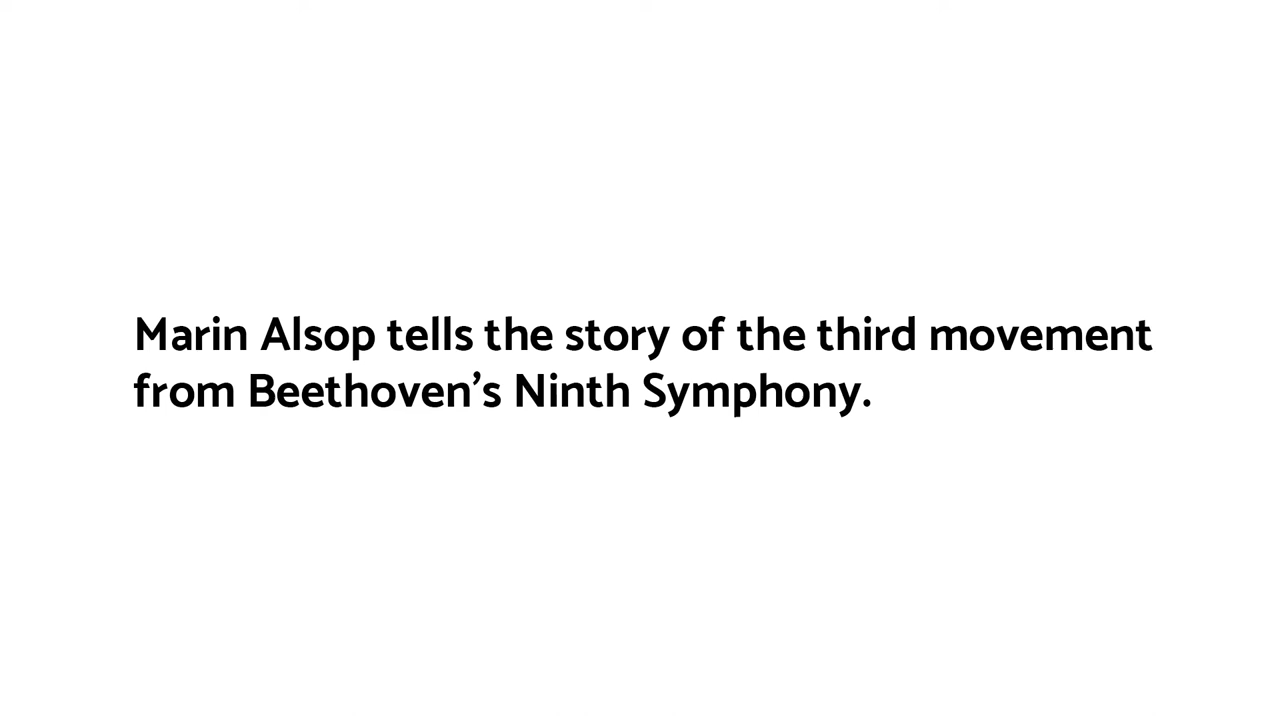 Marin Alsop tells the story of the third movement
from Beethoven’s Ninth Symphony.